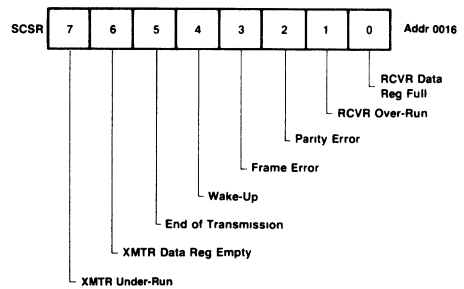 SCSR 7 6 5 4 3 2 1 0 Addr 0016
RCVR Data
Reg Full
RCVR Over-Run
Parity Error
Frame Error
Wake-Up
End of Transmission
XMTR Data Reg Empty
XMTR Under-Run